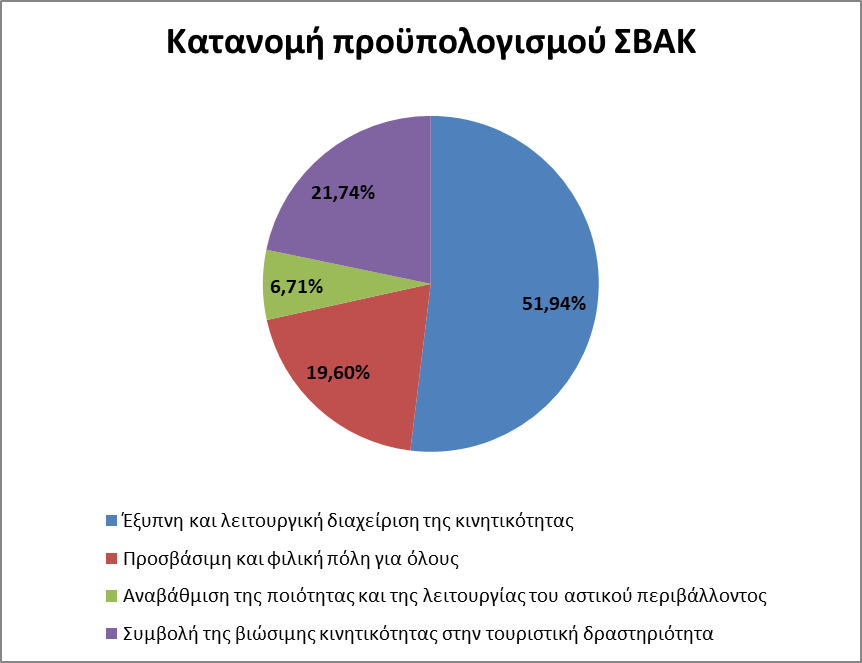 Κατανομή προϋπολογισμού ΣΒΑΚ
21,74%
6,71%
51,94%
19,60%
Έξυπνη και λειτουργική διαχείριση της κινητικότητας
Προσβάσιμη και φιλική πόλη για όλους
Αναβάθμιση της ποιότητας και της λειτουργίας του αστικού περιβάλλοντος
Συμβολή της βιώσιμης κινητικότητας στην τουριστική δραστηριότητα